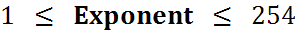 1 ≤ Exponent ≤ 254